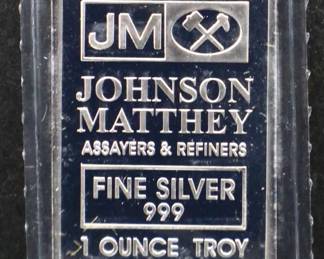 JM
JOHNSON
MATTHEY
ASSAYERS & REFINERS
FINE SILVER
999
1 OUNCE TROY